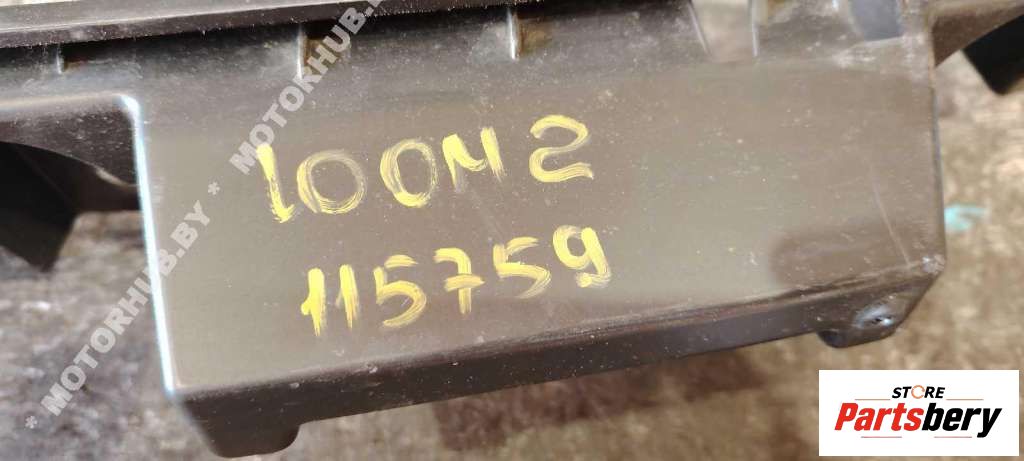 * MOTORHUB.BY * MOTORHUB.BY
100M2
115759
STORE
Partsbery